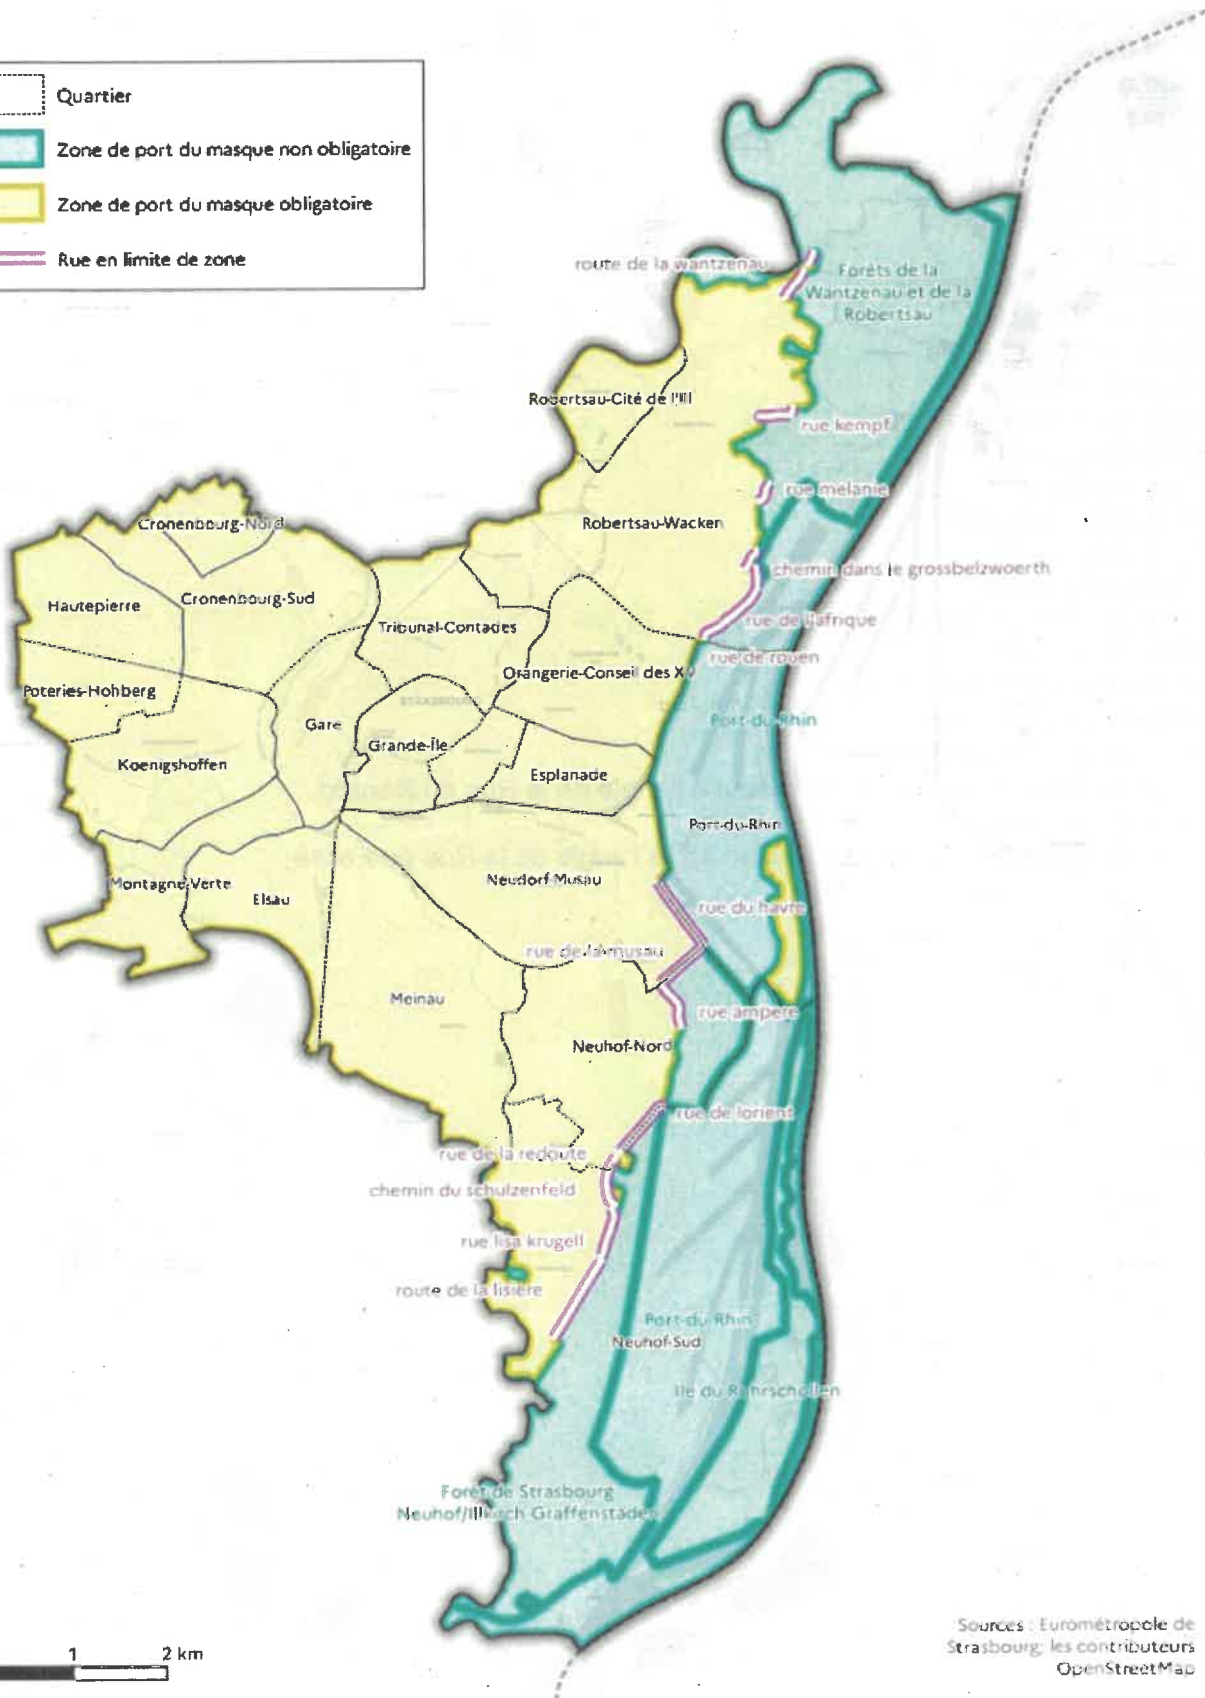 Quartier
Zone de port du masque non obligatoire
Zone de port du masque obligatoire
Rue en limite de zone
route de la wantzenau
Forêts de la
Wantzenau et de la
Robertsau
Robertsau-Cité de l'Ill
rue kempf
rue melanie
Cronenbourg-Nord
Robertsau-Wacken
chemin dans le grossbelzwoerth
Hautepierre
Cronenbourg-Sud
Tribunal-Contades
rue de l'afrique
rue de rouen
Orangerie-Conseil des XV
Poteries-Hohberg
Port-du-Rhin
Gare
Grande-Île
Koenigshoffen
Esplanade
Port-du-Rhin
Montagne-Verte
Elsau
Neudorf-Musau
rue du havre
rue de la musau
Meinau
rue ampere
Neuhof-Nord
rue de lorient
rue de la redoute
chemin du schulzenfeld
rue lisa krugell
route de la lisiere
Port-du-Rhin
Neuhof-Sud
Ile du Rohrschollen
Forêt de Strasbourg
Neuhof/Illkirch Graffenstaden
1 2 km
Sources : Eurométropole de
Strasbourg; les contributeurs
OpenStreetMap